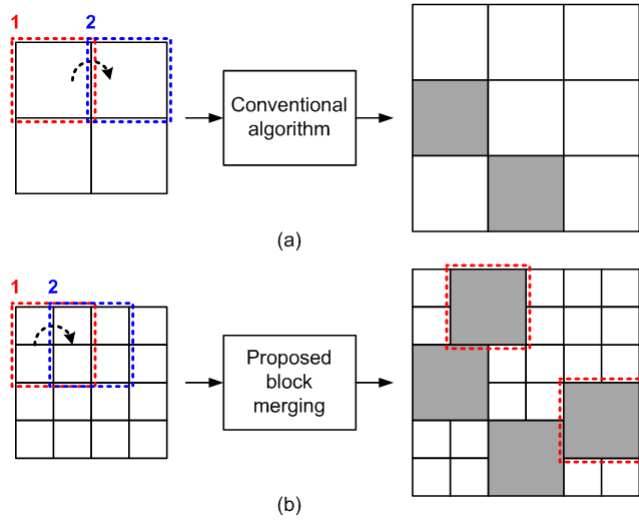 1 2
Conventional
algorithm
(a)
1 2
Proposed
block
merging
(b)